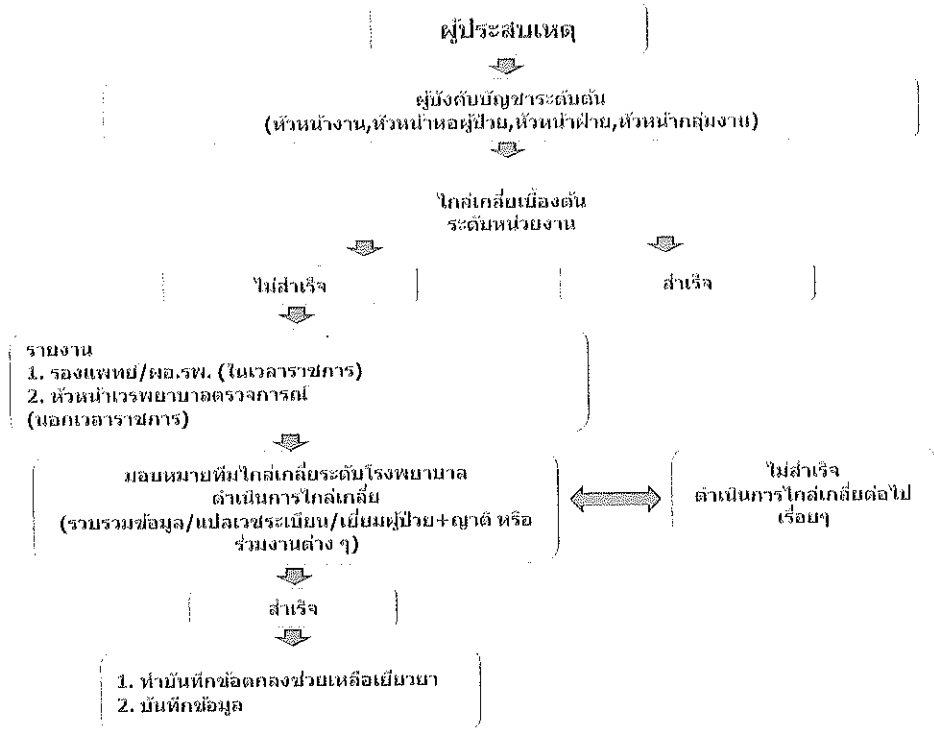 ผู้ประสบเหตุ
ผู้บังคับบัญชาระดับต้น
(หัวหน้างาน,หัวหน้าหอผู้ป่วย,หัวหน้าฝ่าย,หัวหน้ากลุ่มงาน)
ไกล่เกลี่ยเบื้องต้น
ระดับหน่วยงาน
ไม่สำเร็จ
สำเร็จ
รายงาน
1. รองแพทย์/ผอ.รพ. (ในเวลาราชการ)
2. หัวหน้าเวรพยาบาลตรวจการณ์
(นอกเวลาราชการ)
มอบหมายทีมไกล่เกลี่ยระดับโรงพยาบาล
ดำเนินการไกล่เกลี่ย
(รวบรวมข้อมูล/แปลเวชระเบียน/เยี่ยมผู้ป่วย+ญาติ หรือ
ร่วมงานต่าง ๆ)
ไม่สำเร็จ
ดำเนินการไกล่เกลี่ยต่อไป
เรื่อยๆ
สำเร็จ
1. ทำบันทึกข้อตกลงช่วยเหลือเยียวยา
2. บันทึกข้อมูล